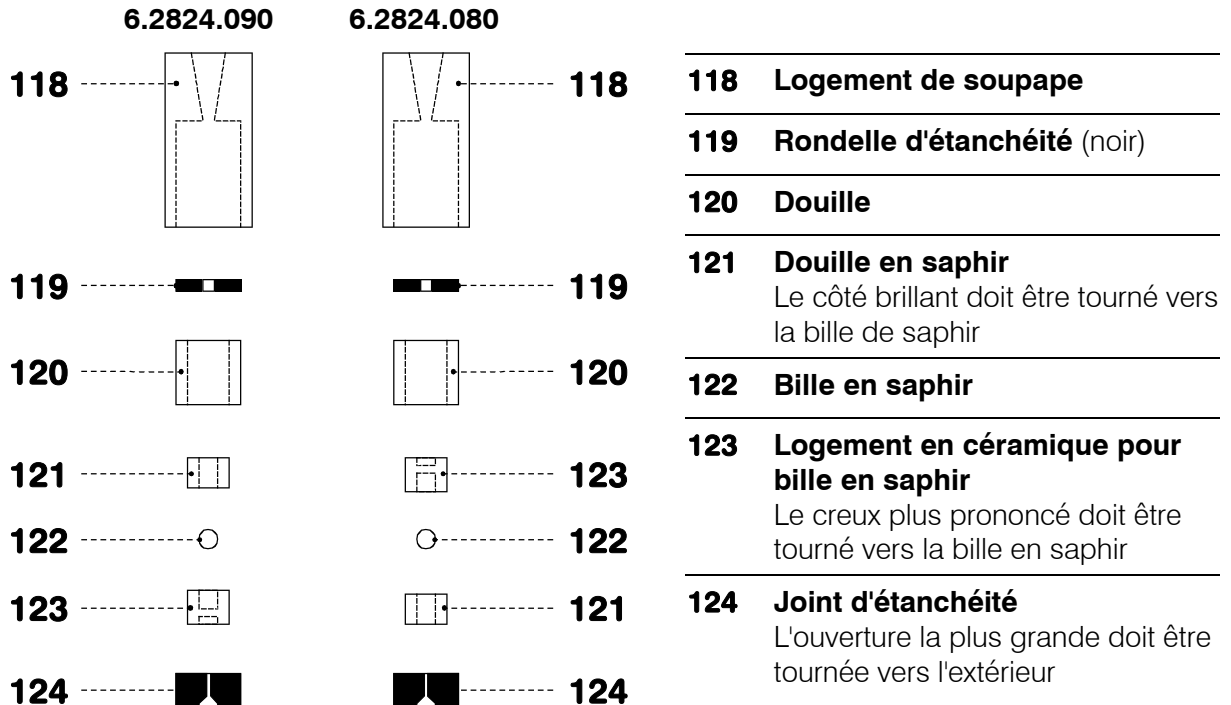 6.2824.090 6.2824.080
118 118
119 119
120 120
121 123
122 122
123 121
124 124
118 Logement de soupape
119 Rondelle d'étanchéité (noir)
120 Douille
121 Douille en saphir
Le côté brillant doit être tourné vers
la bille de saphir
122 Bille en saphir
123 Logement en céramique pour
bille en saphir
Le creux plus prononcé doit être
tourné vers la bille en saphir
124 Joint d'étanchéité
L'ouverture la plus grande doit être
tournée vers l'extérieur